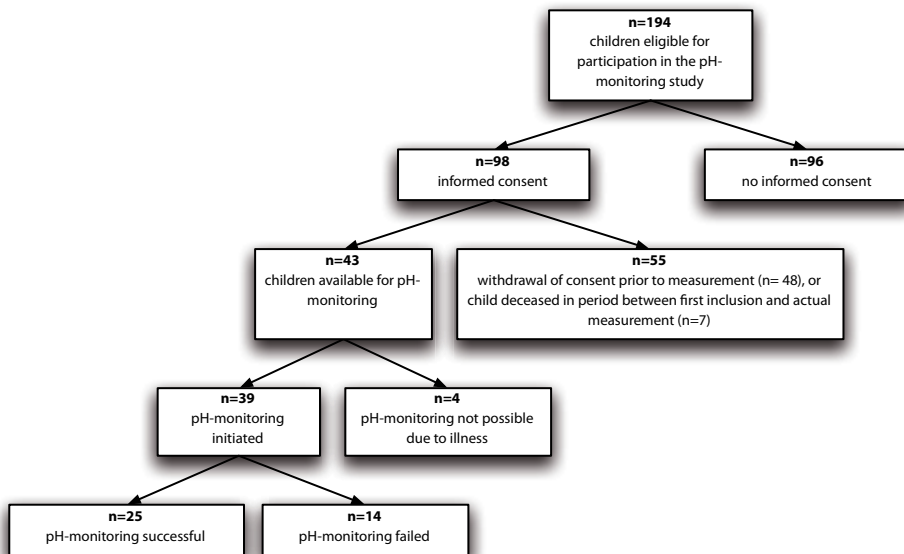 n=194
children eligible for
participation in the pH-
monitoring study
n=98
informed consent
n=96
no informed consent
n=43
children available for pH-
monitoring
n=55
withdrawal of consent prior to measurement (n= 48), or
child deceased in period between first inclusion and actual
measurement (n=7)
n=39
pH-monitoring
initiated
n=4
pH-monitoring not possible
due to illness
n=25
pH-monitoring successful
n=14
pH-monitoring failed